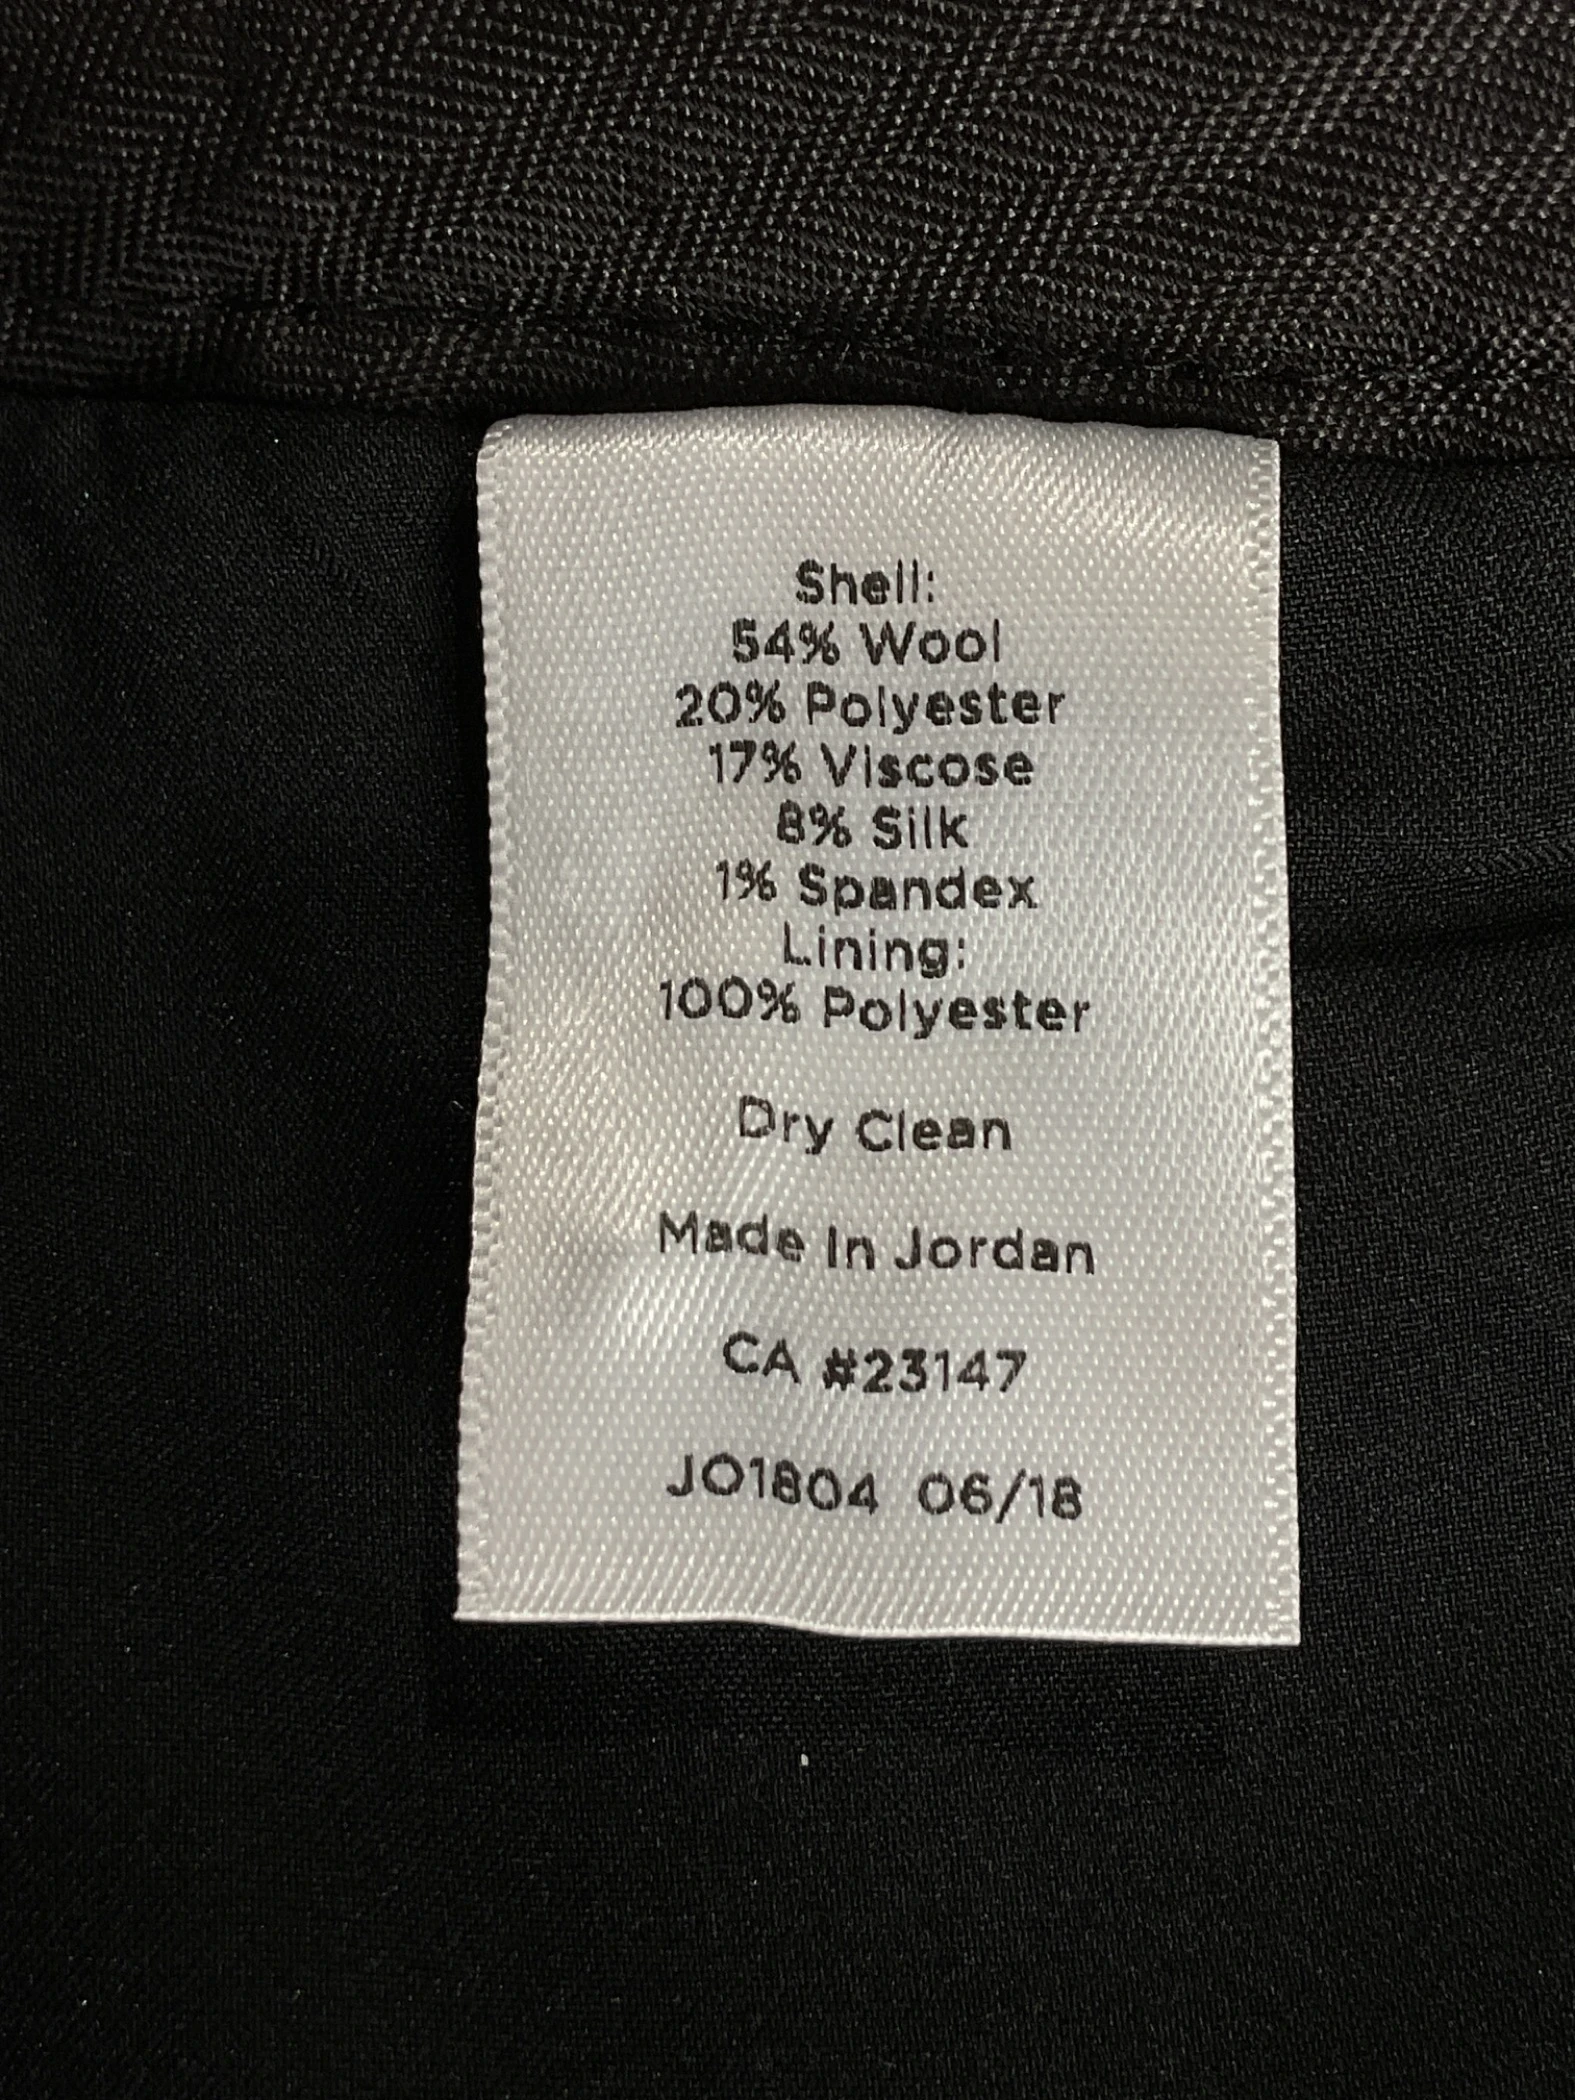 Shell:
54% Wool
20% Polyester
17% Viscose
8% Silk
1% Spandex
Lining:
100% Polyester
Dry Clean
Made In Jordan
CA #23147
JO1804 06/18